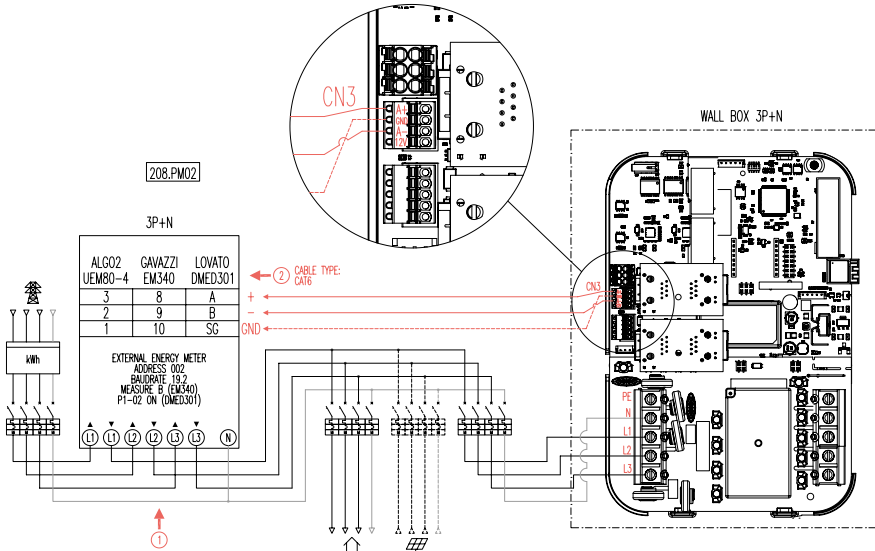 CN3
A+
GND
A-
12V
WALL BOX 3P+N
208.PM02
3P+N
ALGO2 GAVAZZI LOVATO
UEM80-4 EM340 DMED301
3 8 A
2 9 B
1 10 SG
2 CABLE TYPE:
CAT6
+
-
GND
CN3
kWh
EXTERNAL ENERGY METER
ADDRESS 002
BAUDRATE 19.2
MEASURE B (EM340)
P1-02 ON (DMED301)
L1 L1 L2 L2 L3 L3 N
PE
N
L1
L2
L3
1